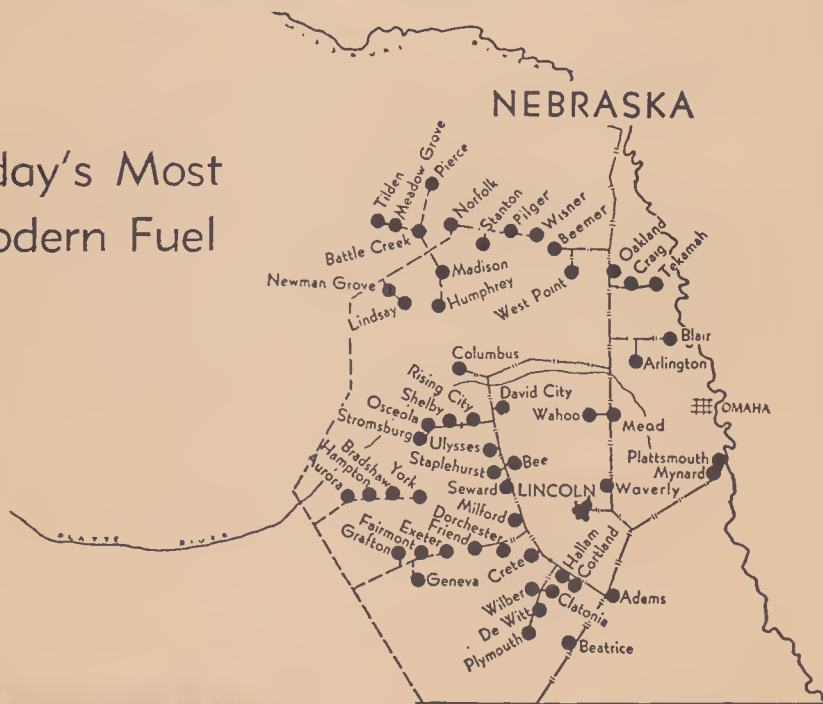 day's Most
odern Fuel
NEBRASKA
Tilden
Meadow Grove
Pierce
Battle Creek
Norfolk
Stanton
Pilger
Wisner
Beemer
Oakland
Craig
Tekamah
Madison
West Point
Newman Grove
Lindsay
Humphrey
Blair
Arlington
Columbus
Rising City
Shelby
Osceola
Stromsburg
David City
Wahoo
Mead
OMAHA
Ulysses
Staplehurst
Bee
Plattsmouth
Mynard
York
Bradshaw
Hampton
Aurora
Seward
LINCOLN
Waverly
Milford
Dorchester
Friend
Exeter
Fairmont
Grafton
Geneva
PLATTE RIVER
Crete
Hallam
Cortland
Wilber
Clatonia
Adams
De Witt
Plymouth
Beatrice